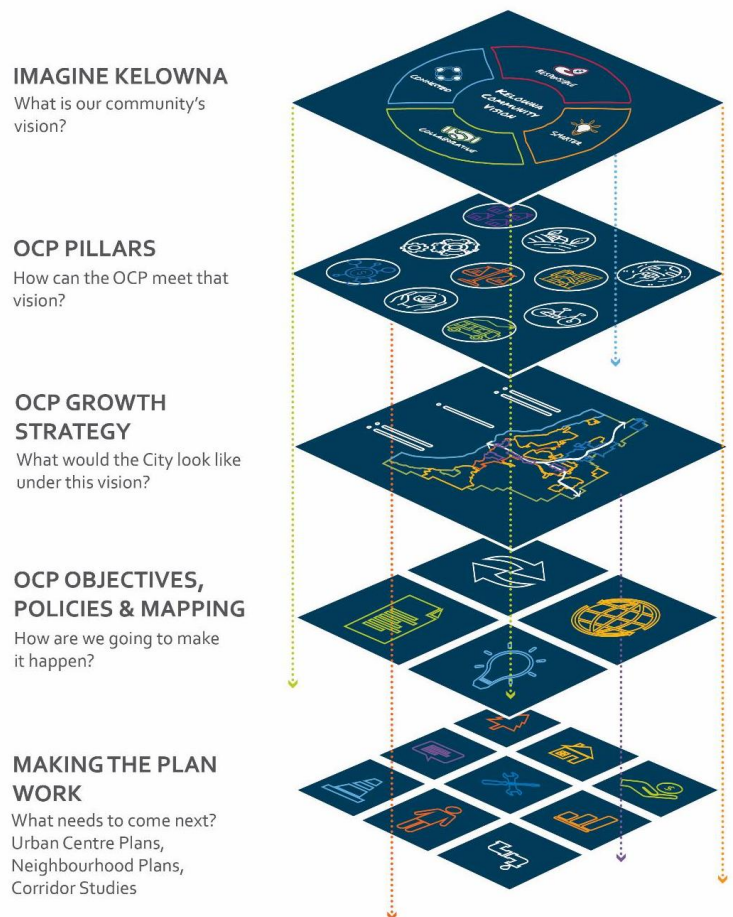 IMAGINE KELOWNA
What is our community's
vision?
CONNECTED
RESPONSIBLE
KELOWNA
COMMUNITY
VISION
COLLABORATIVE
SMARTER
OCP PILLARS
How can the OCP meet that
vision?
OCP GROWTH
STRATEGY
What would the City look like
under this vision?
OCP OBJECTIVES,
POLICIES & MAPPING
How are we going to make
it happen?
MAKING THE PLAN
WORK
What needs to come next?
Urban Centre Plans,
Neighbourhood Plans,
Corridor Studies